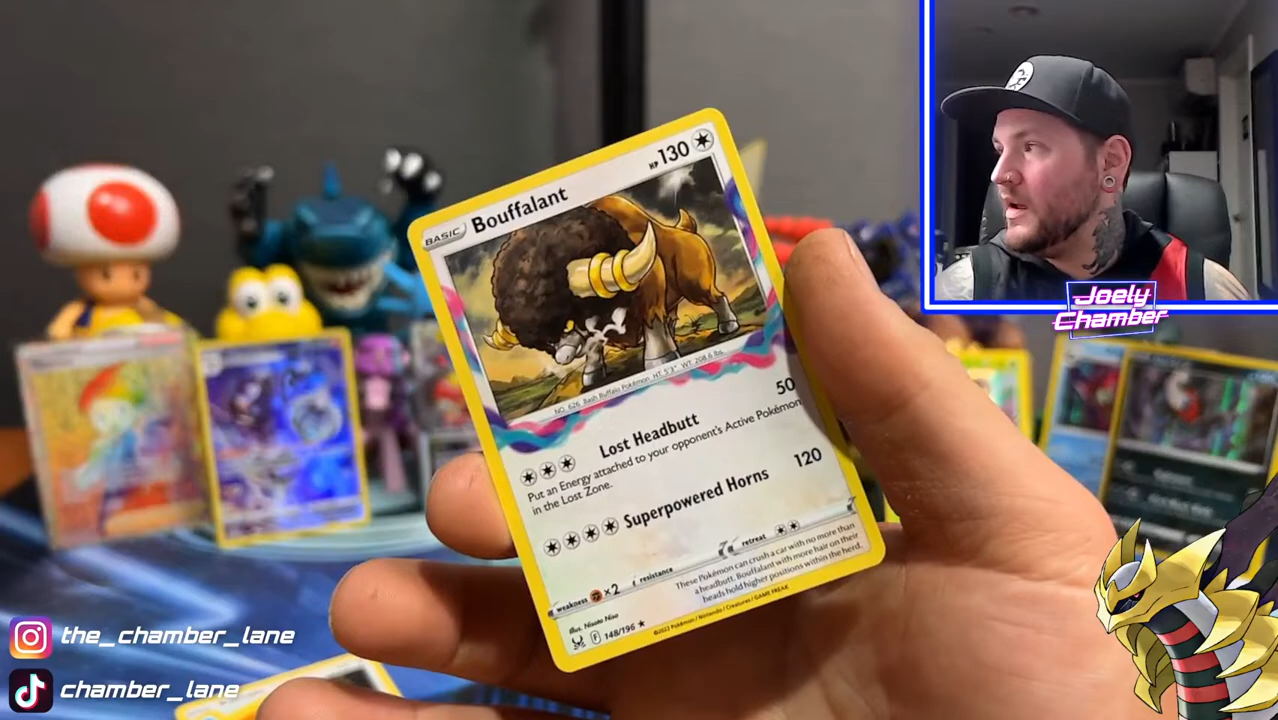 BASIC
Bouffalant
HP 130
NO. 626 Bash Buffalo Pokémon HT: 5'3" WT: 208.6 lbs.
Lost Headbutt 50
Put an Energy attached to your opponent's Active Pokémon
in the Lost Zone.
Superpowered Horns 120
weakness ×2 resistance retreat
These Pokémon can crush a car with no more than
a headbutt. Bouffalant with more hair on their
heads hold higher positions within the herd.
Illus. Naoto Nao
F 148/196 ★
©2022 Pokémon / Nintendo / Creatures / GAME FREAK
Joely
Chamber
the_chamber_lane
chamber_lane